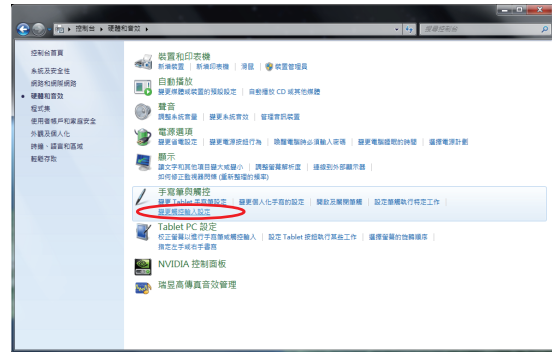 控制台 ▸ 硬體和音效 ▸
搜尋控制台
控制台首頁
系統及安全性
網路和網際網路
硬體和音效
程式集
使用者帳戶和家庭安全
外觀及個人化
時鐘、語言和區域
輕鬆存取
裝置和印表機
新增裝置 | 新增印表機 | 滑鼠 | 裝置管理員
自動播放
變更媒體或裝置的預設設定 | 自動播放 CD 或其他媒體
聲音
調整系統音量 | 變更系統音效 | 管理音訊裝置
電源選項
變更省電設定 | 變更電源按鈕行為 | 喚醒電腦時必須輸入密碼 | 變更電腦睡眠的時間 | 選擇電源計劃
顯示
讓文字和其他項目變大或變小 | 調整螢幕解析度 | 連線到外部顯示器 |
如何修正監視器閃爍 (重新整理的頻率)
手寫筆與觸控
變更 Tablet 手寫筆設定 | 變更個人化手寫的設定 | 開啟及關閉筆觸 | 設定筆觸執行特定工作 |
變更觸控輸入設定
Tablet PC 設定
校正螢幕以進行手寫筆或觸控輸入 | 設定 Tablet 按鈕執行某些工作 | 選擇螢幕的旋轉順序 |
指定左手或右手書寫
NVIDIA 控制面板
瑞昱高傳真音效管理